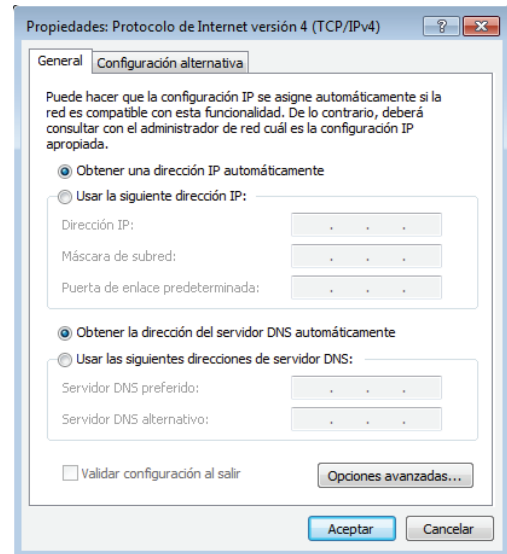 Propiedades: Protocolo de Internet versión 4 (TCP/IPv4)
General
Configuración alternativa
Puede hacer que la configuración IP se asigne automáticamente si la
red es compatible con esta funcionalidad. De lo contrario, deberá
consultar con el administrador de red cuál es la configuración IP
apropiada.
Obtener una dirección IP automáticamente
Usar la siguiente dirección IP:
Dirección IP:
Máscara de subred:
Puerta de enlace predeterminada:
Obtener la dirección del servidor DNS automáticamente
Usar las siguientes direcciones de servidor DNS:
Servidor DNS preferido:
Servidor DNS alternativo:
Validar configuración al salir
Opciones avanzadas...
Aceptar
Cancelar